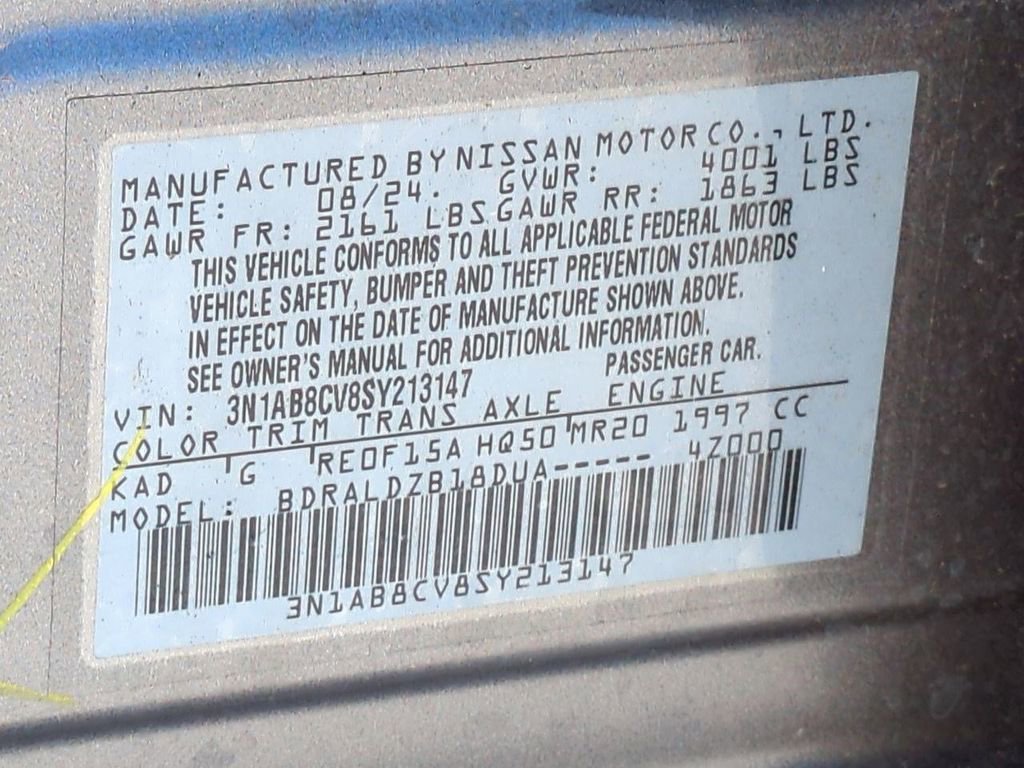 MANUFACTURED BY NISSAN MOTOR CO., LTD.
DATE: 08/24. GVWR: 4001 LBS
GAWR FR: 2161 LBS GAWR RR: 1863 LBS
THIS VEHICLE CONFORMS TO ALL APPLICABLE FEDERAL MOTOR
VEHICLE SAFETY, BUMPER AND THEFT PREVENTION STANDARDS
IN EFFECT ON THE DATE OF MANUFACTURE SHOWN ABOVE.
SEE OWNER'S MANUAL FOR ADDITIONAL INFORMATION.
VIN: 3N1AB8CV8SY213147 PASSENGER CAR.
COLOR TRIM TRANS AXLE ENGINE
KAD G RE0F15A HQ50 MR20 1997 CC
MODEL: BDRALDZB18DUA----- 4Z000
3N1AB8CV8SY213147